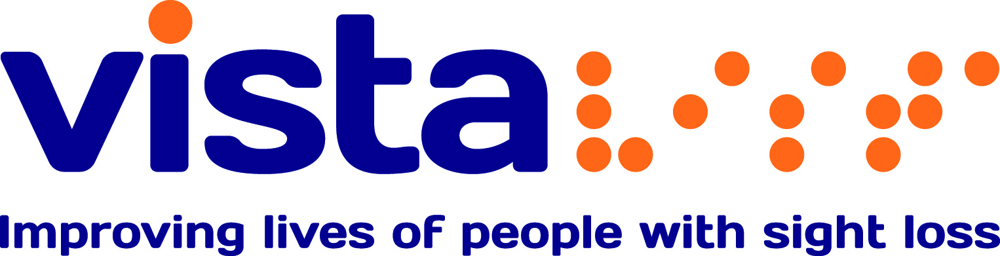 vista ⠧⠊⠎⠞⠁
Improving lives of people with sight loss